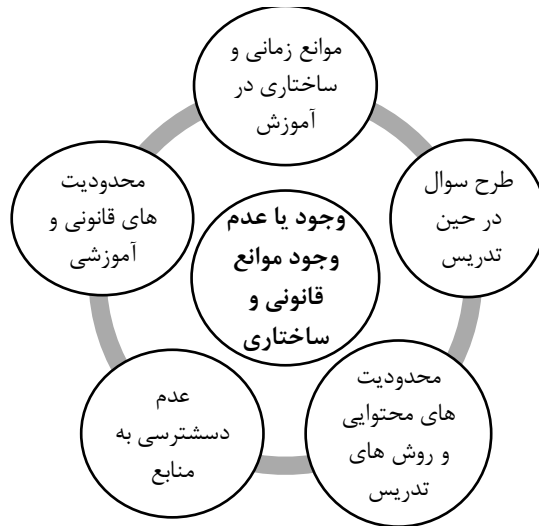 موانع زمانی و
ساختاری در
آموزش
طرح سوال
در حین
تدریس
محدودیت
های محتوایی
و روش های
تدریس
عدم
دسشترسی به
منابع
محدودیت
های قانونی و
آموزشی
وجود یا عدم
وجود موانع
قانونی و
ساختاری